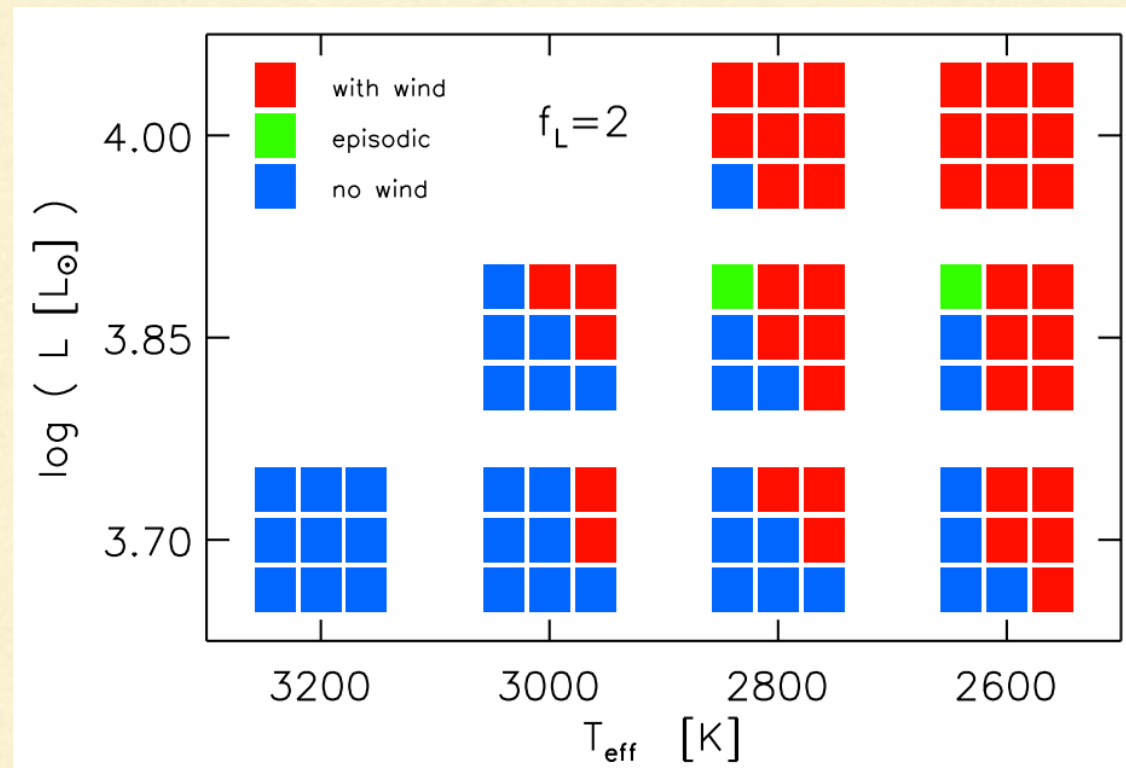 with wind
episodic
no wind
f_L=2
4.00
3.85
3.70
log ( L [L⊙] )
3200 3000 2800 2600
T_eff [K]